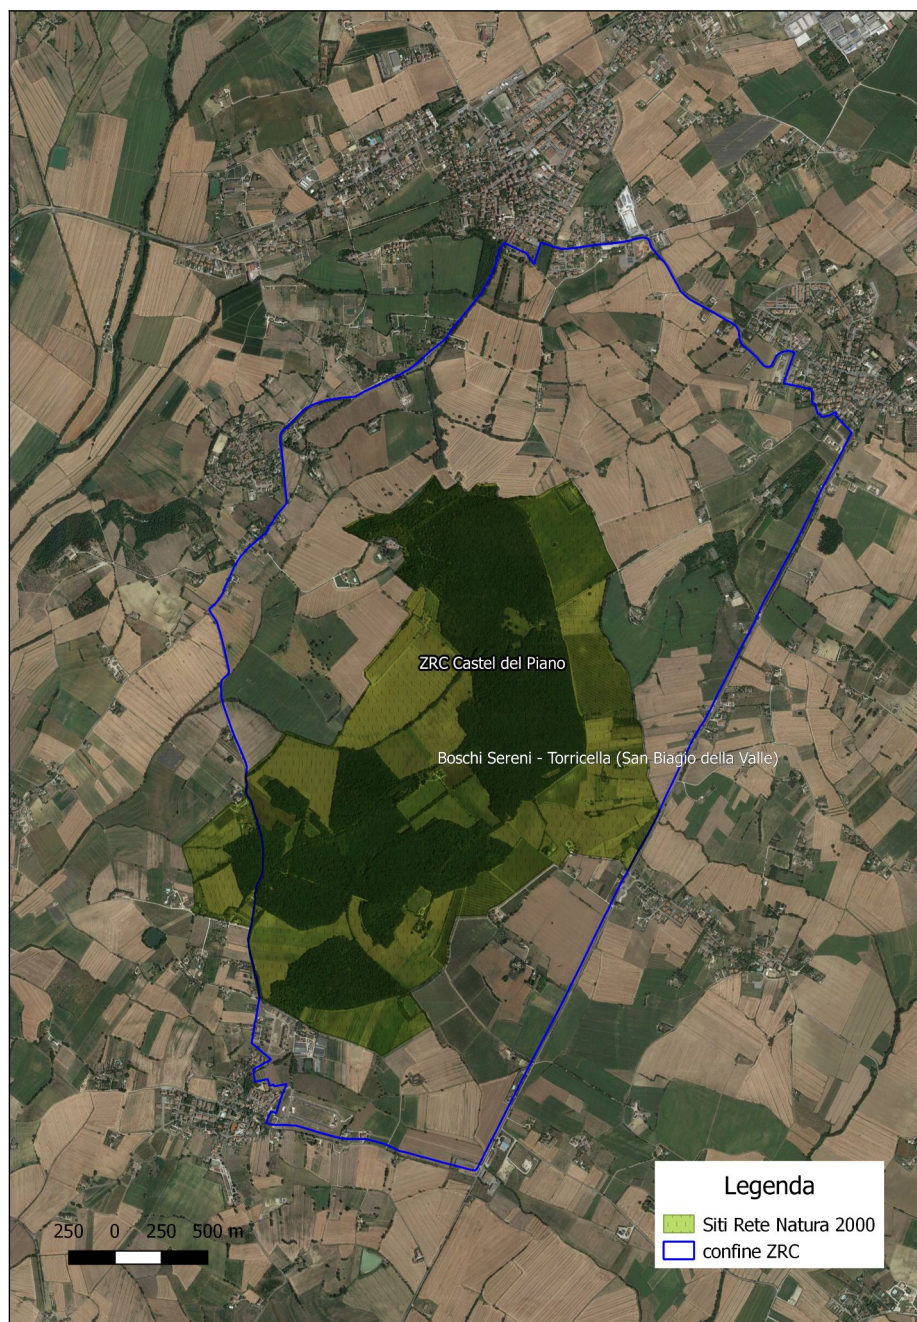 ZRC Castel del Piano
Boschi Sereni - Torricella (San Biagio della Valle)
Legenda
Siti Rete Natura 2000
confine ZRC
250 0 250 500 m